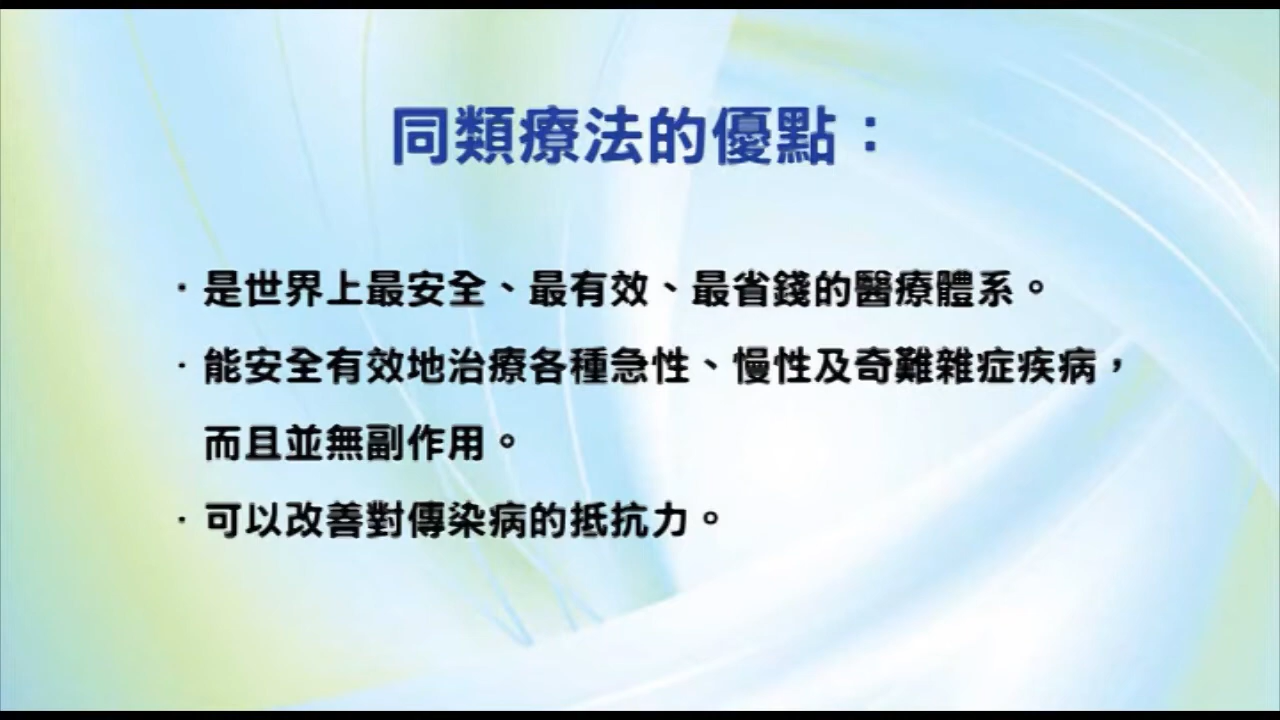 同類療法的優點：
· 是世界上最安全、最有效、最省錢的醫療體系。
· 能安全有效地治療各種急性、慢性及奇難雜症疾病，
而且並無副作用。
· 可以改善對傳染病的抵抗力。